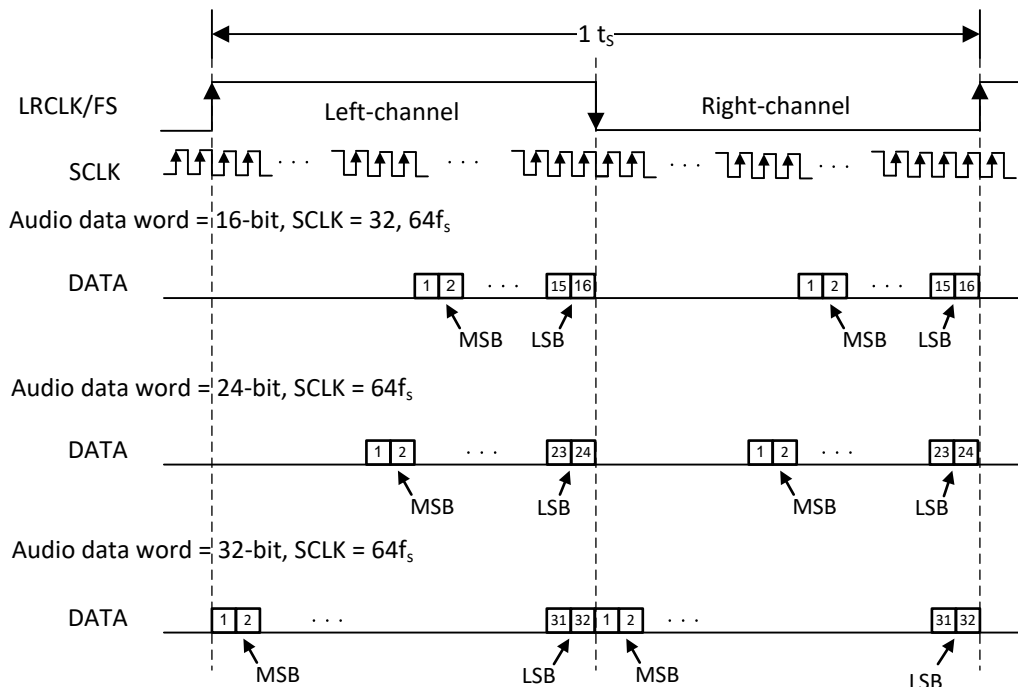 1 tₛ
LRCLK/FS
Left-channel
Right-channel
SCLK
Audio data word = 16-bit, SCLK = 32, 64fₛ
DATA
1 2 · · · 15 16 1 2 · · · 15 16
MSB LSB MSB LSB
Audio data word = 24-bit, SCLK = 64fₛ
DATA
1 2 · · · 23 24 1 2 · · · 23 24
MSB LSB MSB LSB
Audio data word = 32-bit, SCLK = 64fₛ
DATA
1 2 · · · 31 32 1 2 · · · 31 32
MSB LSB MSB LSB